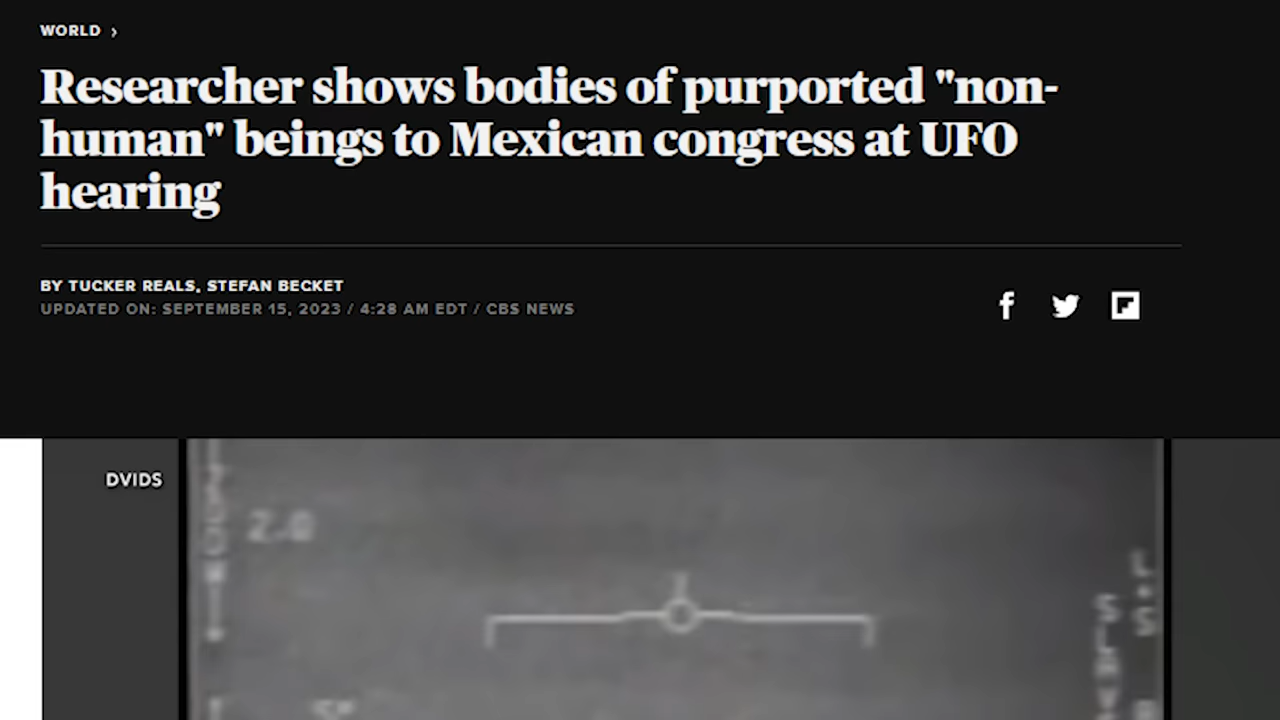 WORLD ›
Researcher shows bodies of purported "non-
human" beings to Mexican congress at UFO
hearing
BY TUCKER REALS, STEFAN BECKET
UPDATED ON: SEPTEMBER 15, 2023 / 4:28 AM EDT / CBS NEWS
DVIDS
2.0